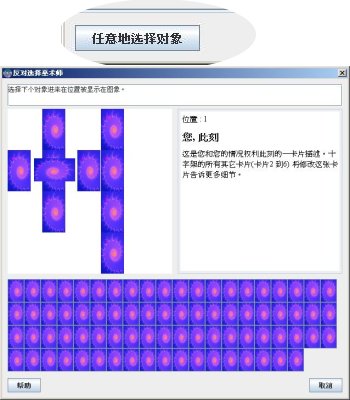 任意地选择对象
反对选择巫术师
选择下个对象进来在位置被显示在图象。
位置 : 1
您, 此刻
这是您和您的情况权利此刻的一卡片描述。十
字架的所有其它卡片(卡片2 到6) 将修改这张卡
片告诉更多细节。
帮助
取消